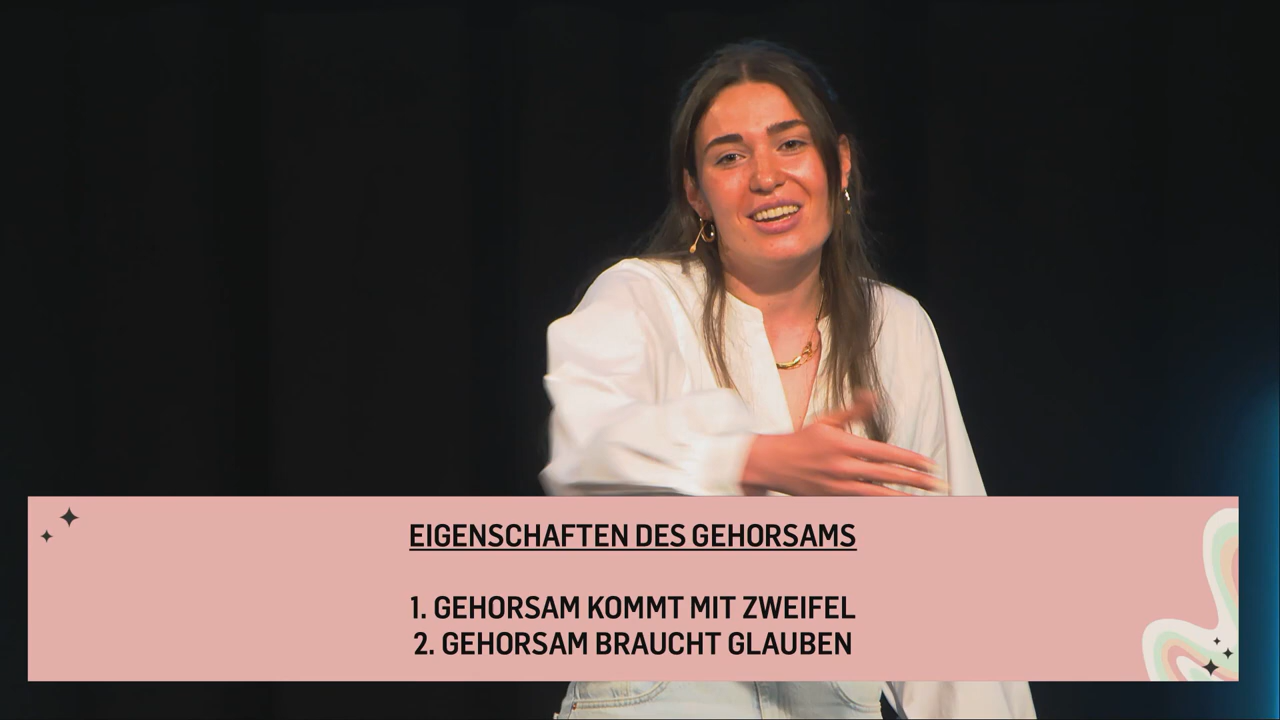 EIGENSCHAFTEN DES GEHORSAMS
1. GEHORSAM KOMMT MIT ZWEIFEL
2. GEHORSAM BRAUCHT GLAUBEN